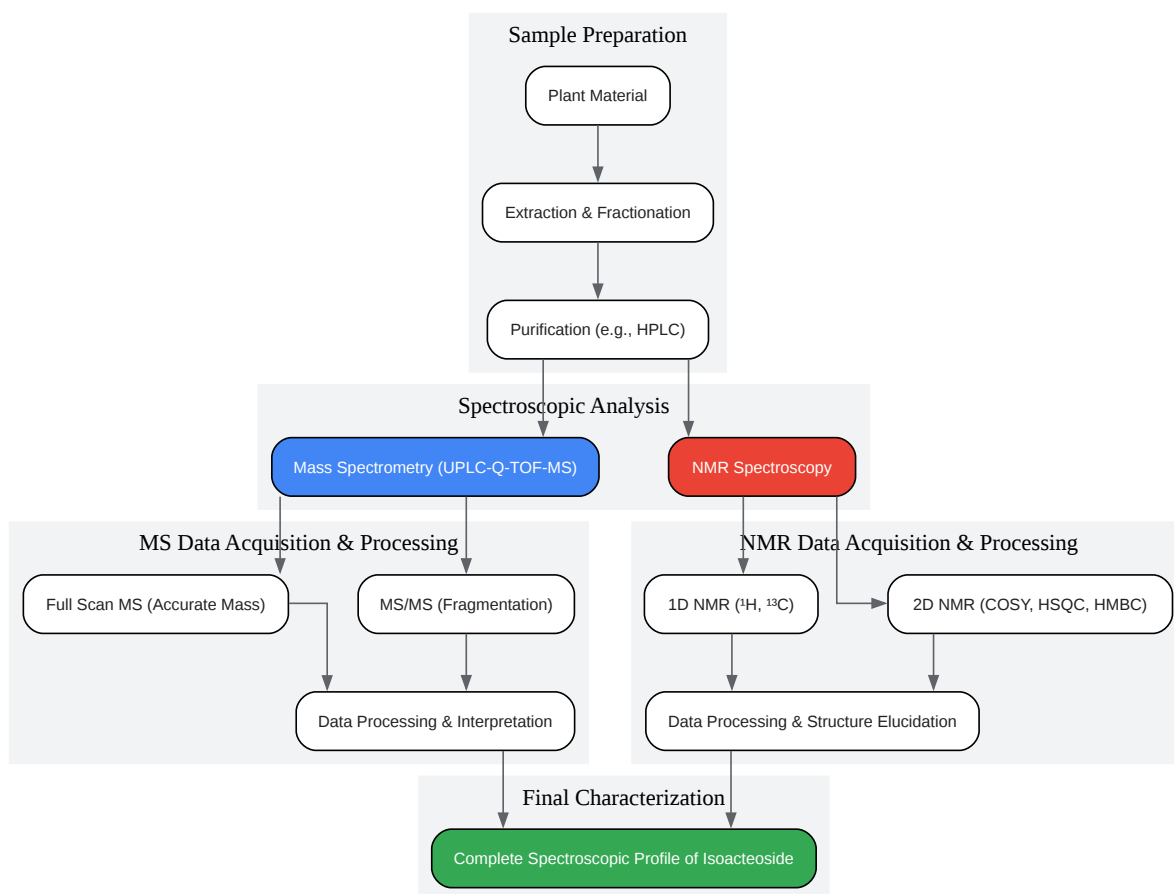 Sample Preparation
Plant Material
Extraction & Fractionation
Purification (e.g., HPLC)
Spectroscopic Analysis
Mass Spectrometry (UPLC-Q-TOF-MS)
NMR Spectroscopy
MS Data Acquisition & Processing
NMR Data Acquisition & Processing
Full Scan MS (Accurate Mass)
MS/MS (Fragmentation)
1D NMR (¹H, ¹³C)
2D NMR (COSY, HSQC, HMBC)
Data Processing & Interpretation
Data Processing & Structure Elucidation
Final Characterization
Complete Spectroscopic Profile of Isoacteoside